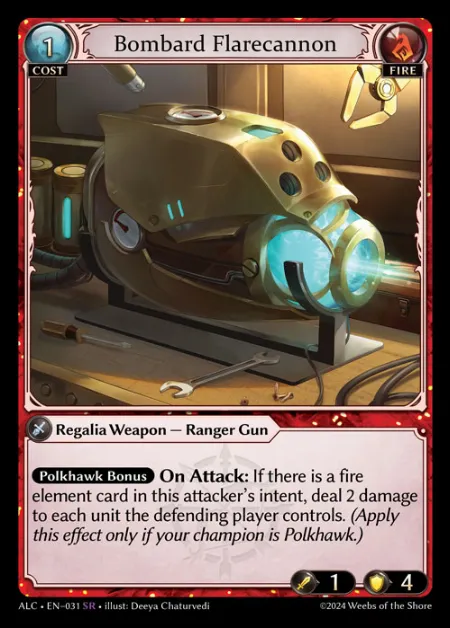 1
Bombard Flarecannon
COST
FIRE
Regalia Weapon — Ranger Gun
Polkhawk Bonus On Attack: If there is a fire
element card in this attacker's intent, deal 2 damage
to each unit the defending player controls. (Apply
this effect only if your champion is Polkhawk.)
1
4
ALC • EN-031 SR • illust: Deeya Chaturvedi
©2024 Weebs of the Shore